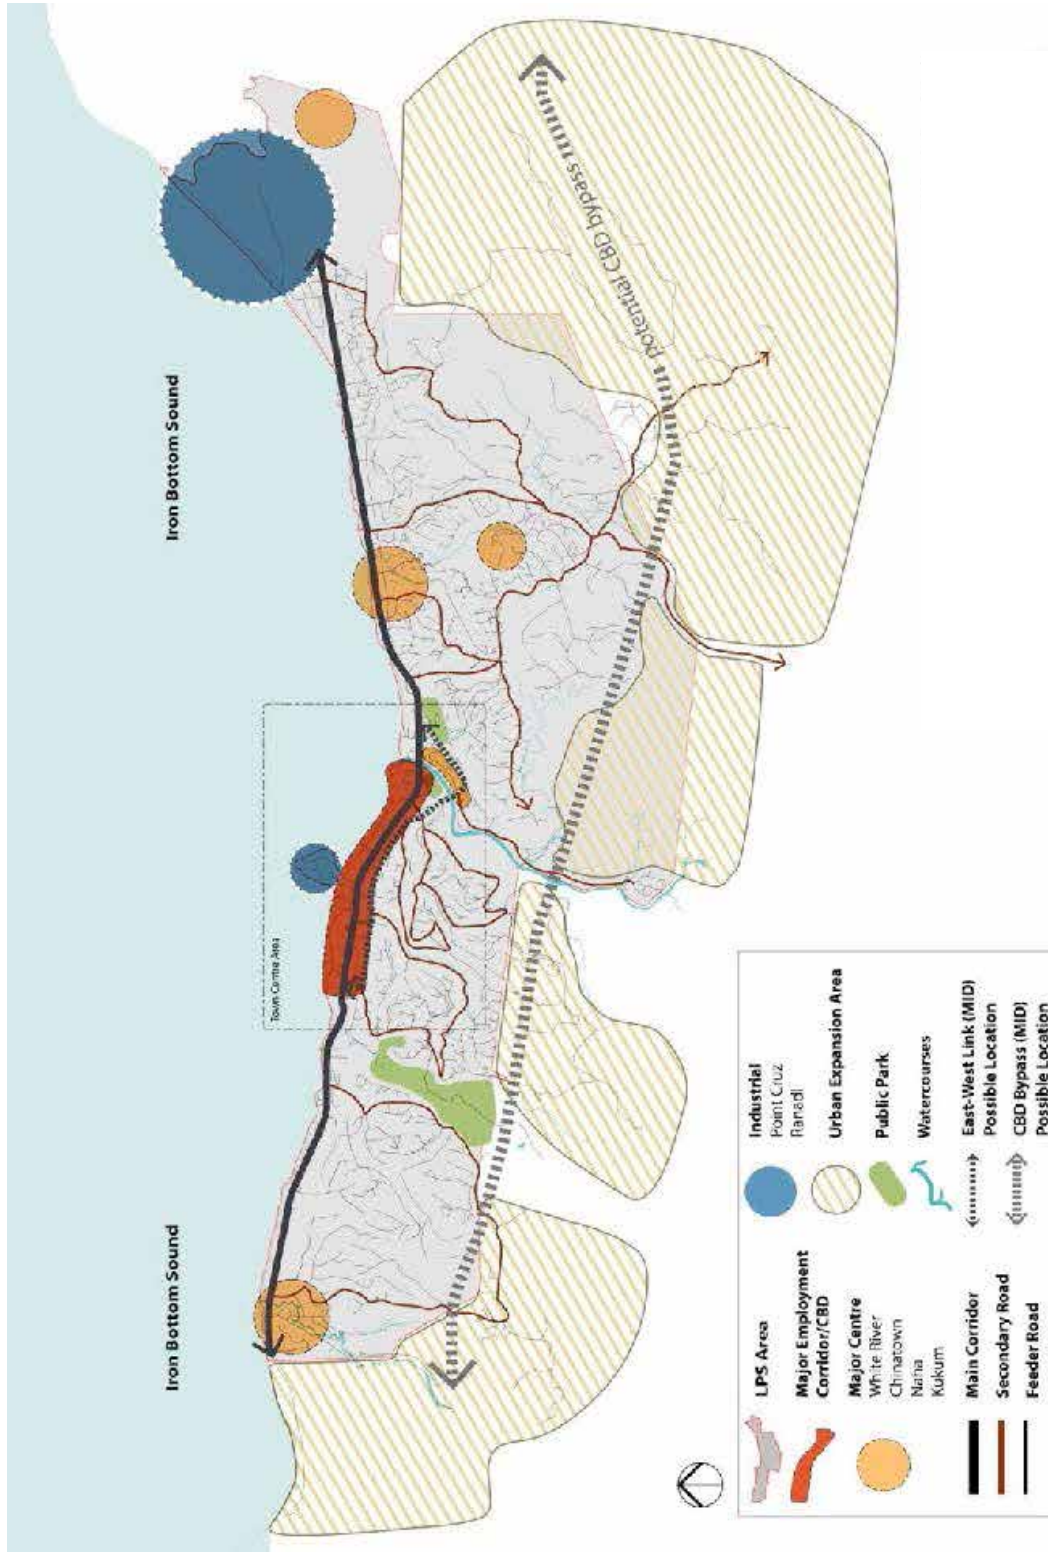 Iron Bottom Sound
Iron Bottom Sound
Town Centre Area
potential CBD bypass
LPS Area
Major Employment
Corridor/CBD
Major Centre
White River
Chinatown
Naha
Kukum
Main Corridor
Secondary Road
Feeder Road
Industrial
Point Cruz
Ranadi
Urban Expansion Area
Public Park
Watercourses
East-West Link (MID)
Possible Location
CBD Bypass (MID)
Possible Location